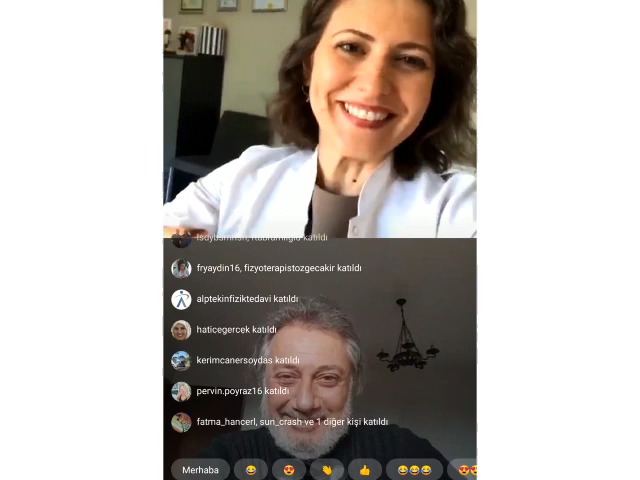 katıldı
fryaydin16, fizyoterapistozgecakir katıldı
alptekinfiziktedavi katıldı
haticegercek katıldı
kerimcanersoydas katıldı
pervin.poyraz16 katıldı
fatma_hancerl, sun_crash ve 1 diğer kişi katıldı
Merhaba